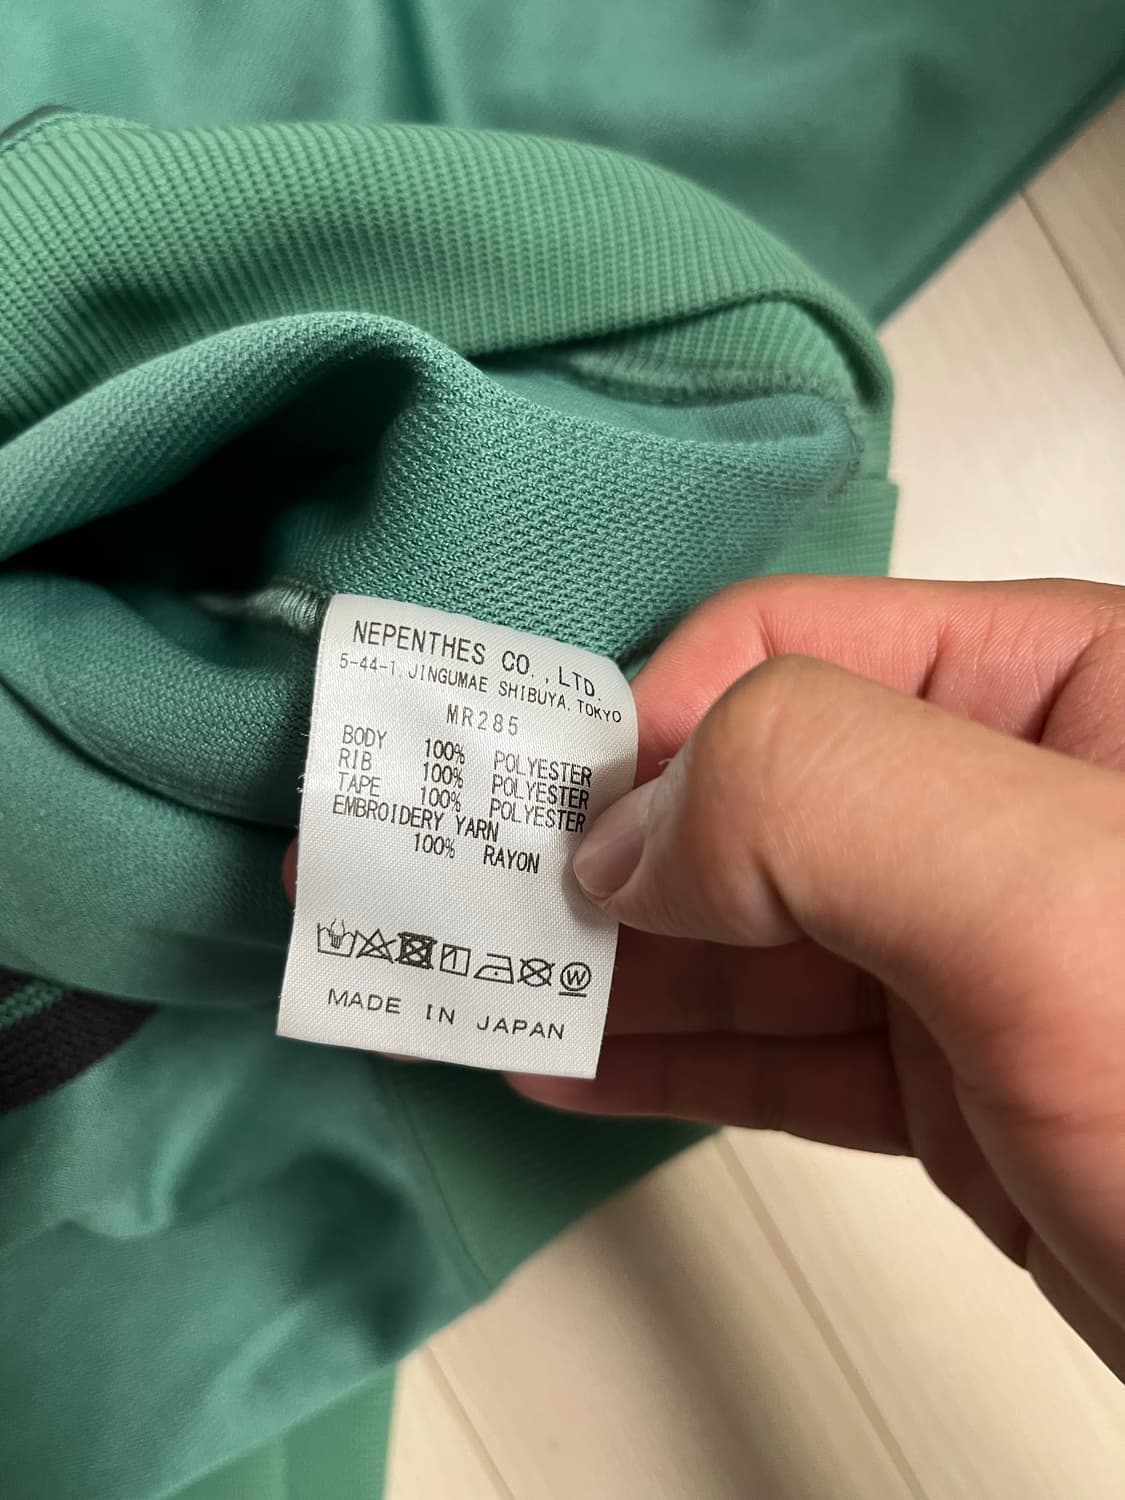 NEPENTHES CO., LTD.
5-44-1, JINGUMAE SHIBUYA. TOKYO
MR285
BODY 100% POLYESTER
RIB 100% POLYESTER
TAPE 100% POLYESTER
EMBROIDERY YARN
100% RAYON
W
MADE IN JAPAN